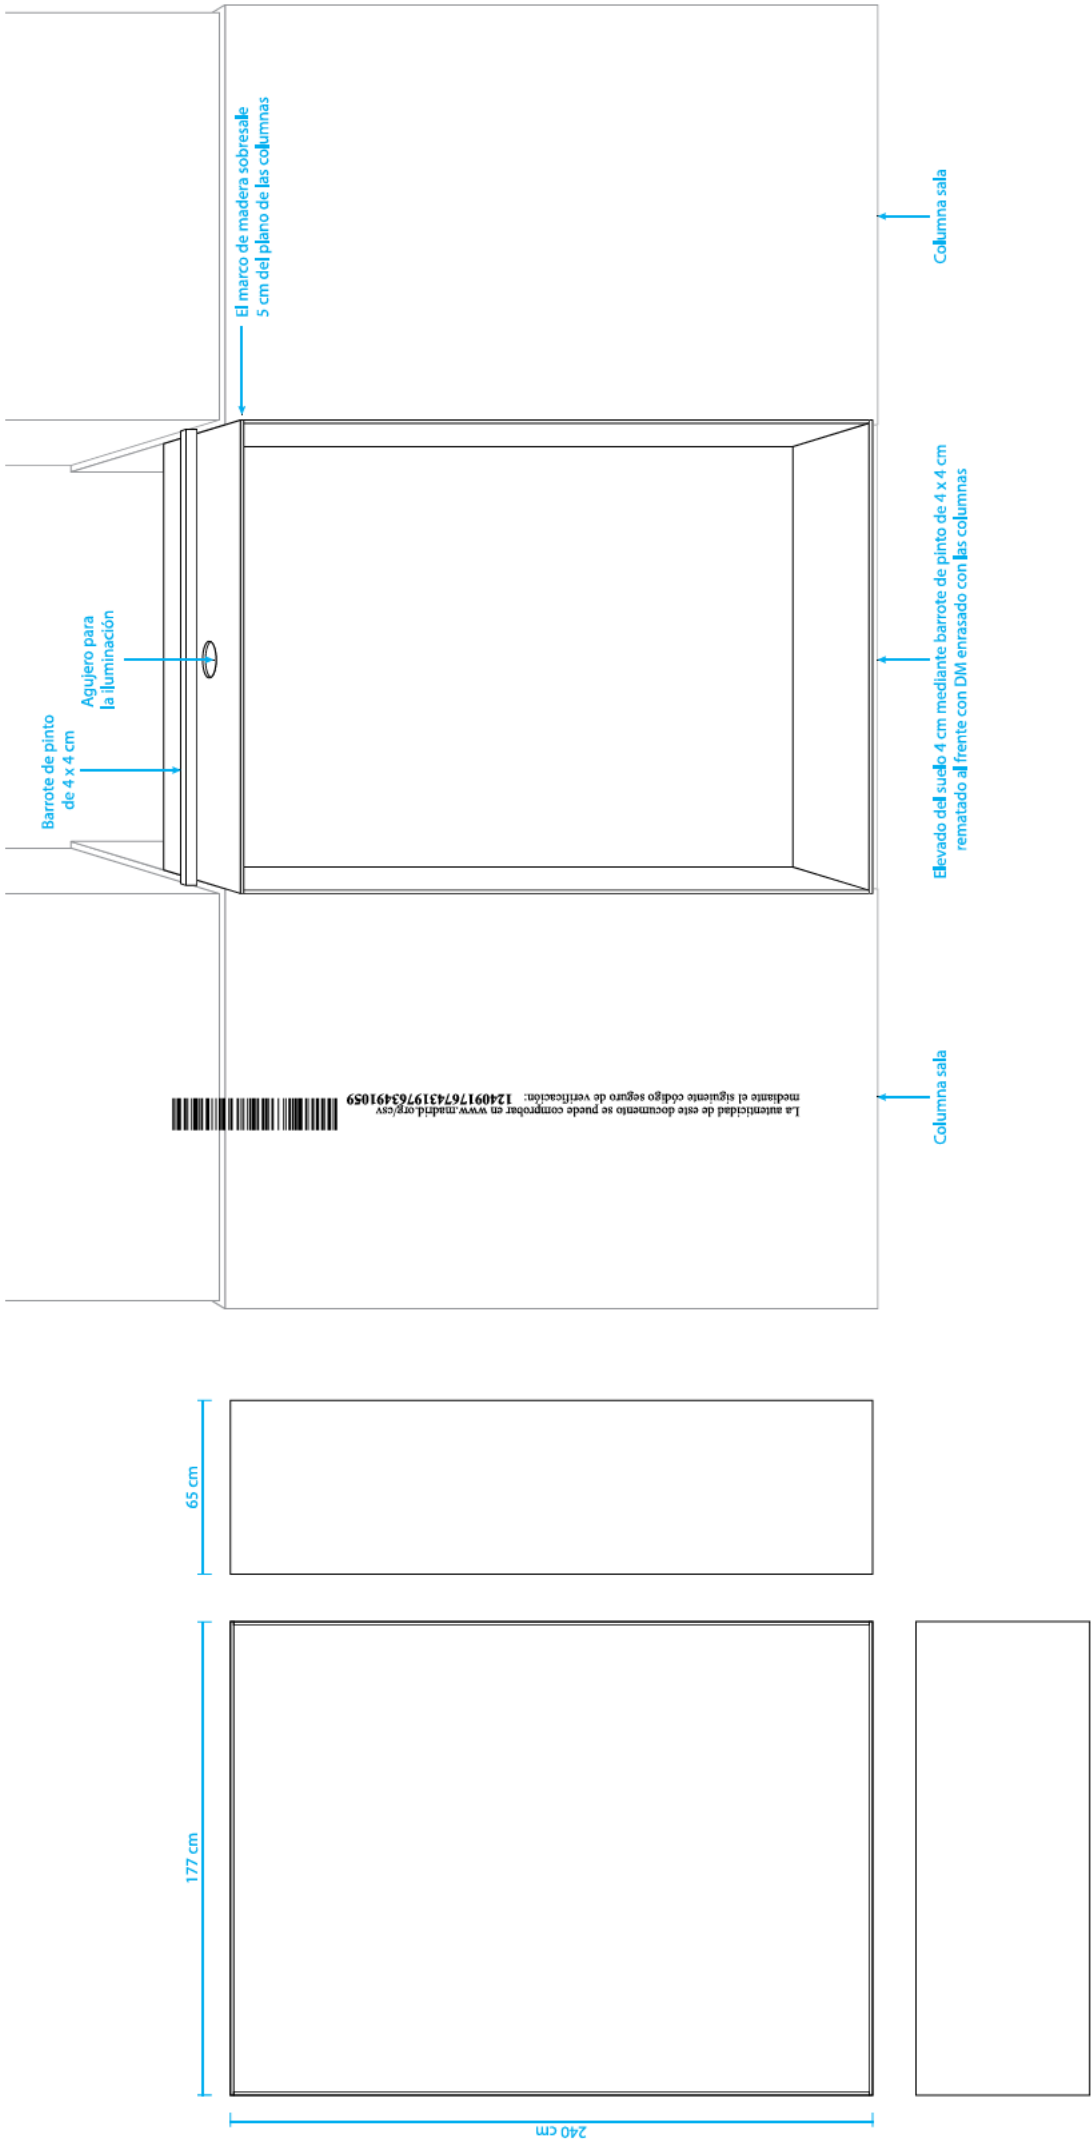 177 cm
65 cm
240 cm
Barrote de pinto
de 4 x 4 cm
Agujero para
la iluminación
El marco de madera sobresale
5 cm del plano de las columnas
Columna sala
Elevado del suelo 4 cm mediante barrote de pinto de 4 x 4 cm
rematado al frente con DM enrasado con las columnas
Columna sala
La autenticidad de este documento se puede comprobar en www.madrid.org/csv
mediante el siguiente código seguro de verificación: 1240917674319763491059